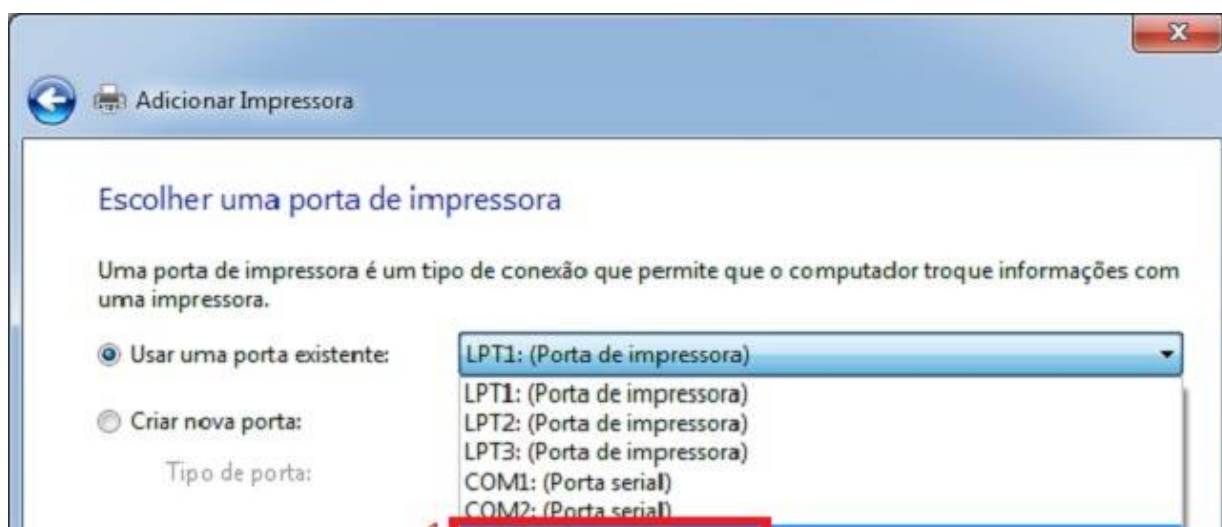 Adicionar Impressora
Escolher uma porta de impressora
Uma porta de impressora é um tipo de conexão que permite que o computador troque informações com
uma impressora.
Usar uma porta existente: LPT1: (Porta de impressora)
LPT1: (Porta de impressora)
Criar nova porta: LPT2: (Porta de impressora)
LPT3: (Porta de impressora)
Tipo de porta: COM1: (Porta serial)
COM2: (Porta serial)